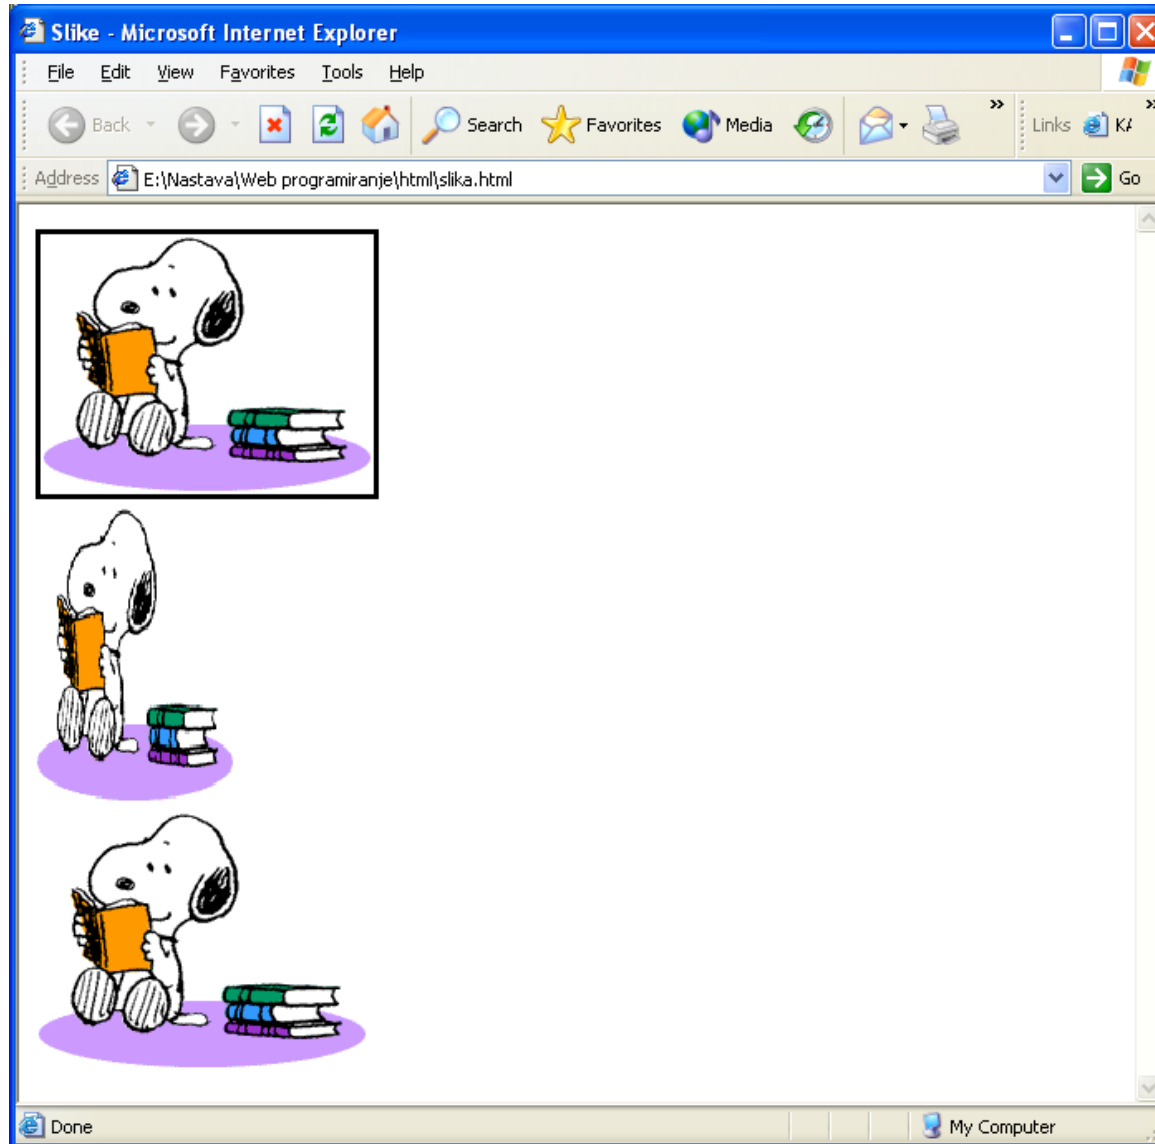 Slike - Microsoft Internet Explorer
File Edit View Favorites Tools Help
Back Search Favorites Media Links
Address E:\Nastava\Web programiranje\html\slika.html Go
Done My Computer